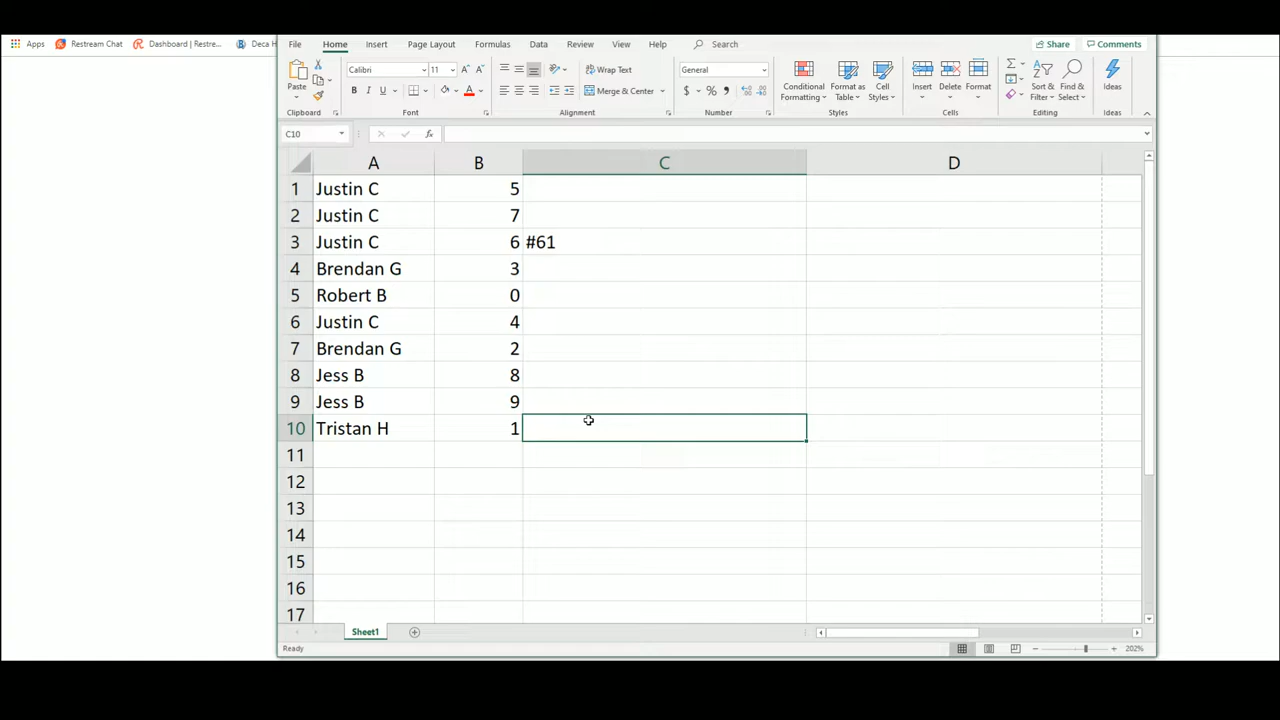 Apps Restream Chat Dashboard | Restre... Deca H
File Home Insert Page Layout Formulas Data Review View Help Search Share Comments
Paste Calibri 11 A A Wrap Text General Conditional Format as Cell Insert Delete Format Sort & Find & Ideas
B I U A Merge & Center $ % , Formatting Table Styles Filter Select
Clipboard Font Alignment Number Styles Cells Editing Ideas
C10 fx
A B C D
1 Justin C 5
2 Justin C 7
3 Justin C 6 #61
4 Brendan G 3
5 Robert B 0
6 Justin C 4
7 Brendan G 2
8 Jess B 8
9 Jess B 9
10 Tristan H 1
11
12
13
14
15
16
17
Sheet1
Ready 202%